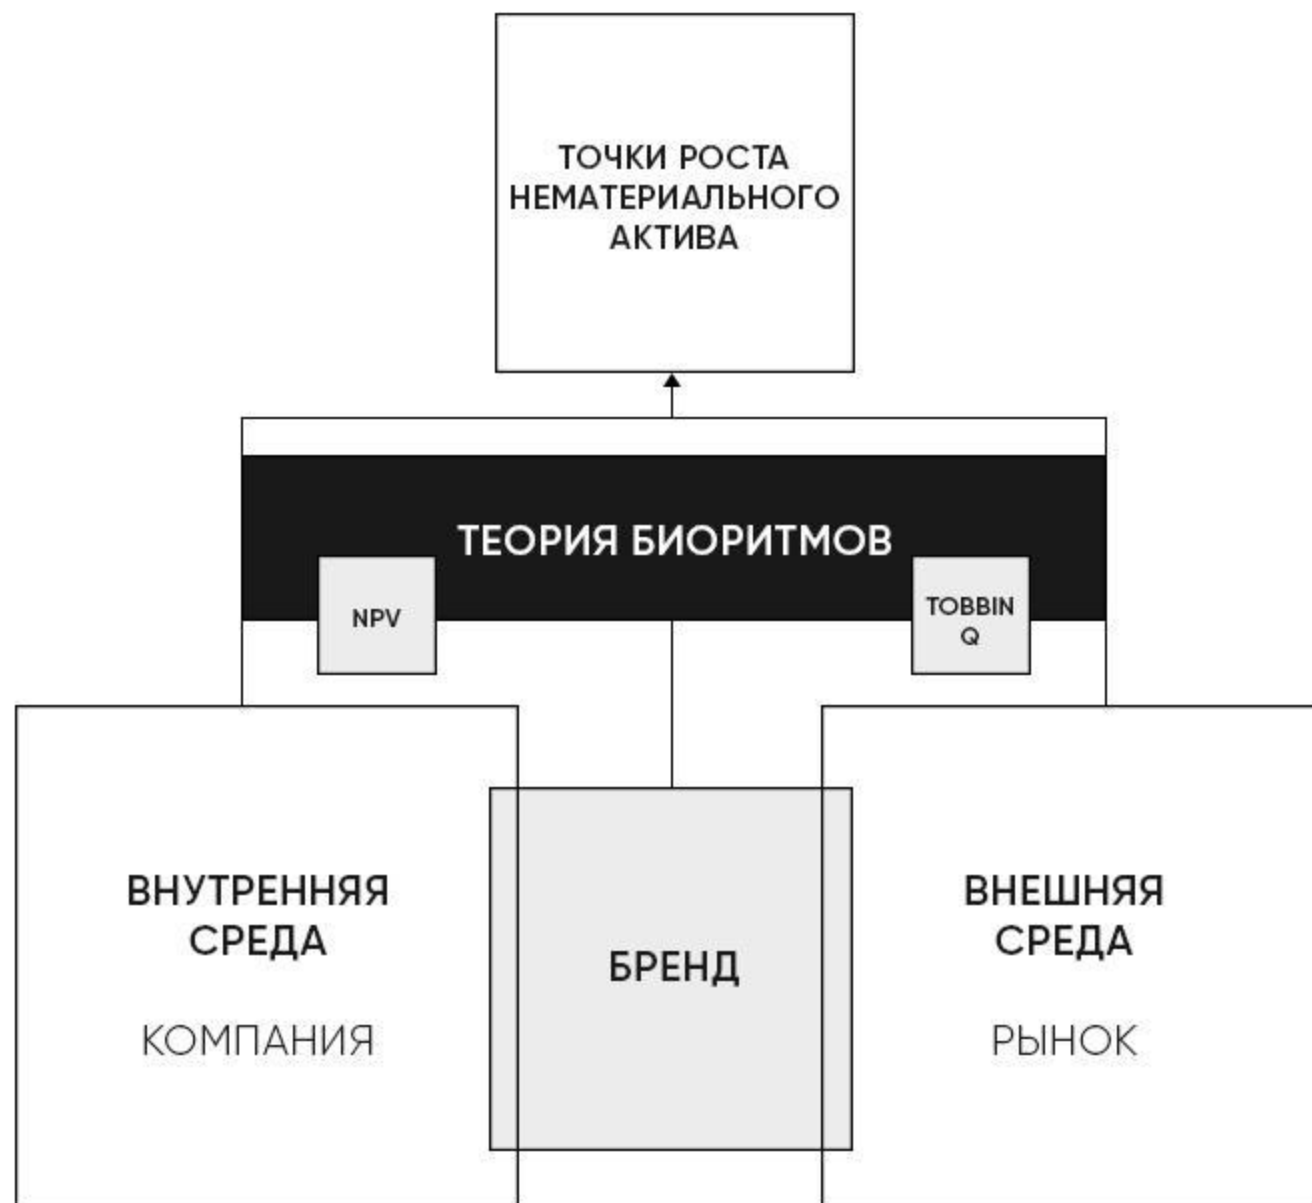 ТОЧКИ РОСТА
НЕМАТЕРИАЛЬНОГО
АКТИВА
ТЕОРИЯ БИОРИТМОВ
NPV
TOBBIN
Q
ВНУТРЕННЯЯ
СРЕДА
КОМПАНИЯ
БРЕНД
ВНЕШНЯЯ
СРЕДА
РЫНОК